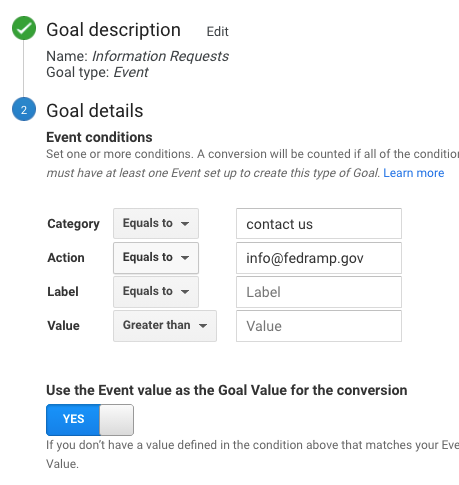 Goal description Edit
Name: Information Requests
Goal type: Event
2 Goal details
Event conditions
Set one or more conditions. A conversion will be counted if all of the
must have at least one Event set up to create this type of Goal. Learn more
Category Equals to contact us
Action Equals to info@fedramp.gov
Label Equals to Label
Value Greater than Value
Use the Event value as the Goal Value for the conversion
YES
If you don't have a value defined in the condition above that matches your
Value.